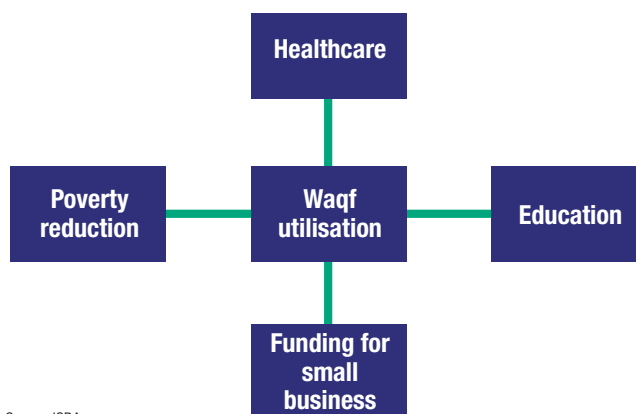 Healthcare
Poverty
reduction
Waqf
utilisation
Education
Funding for
small
business